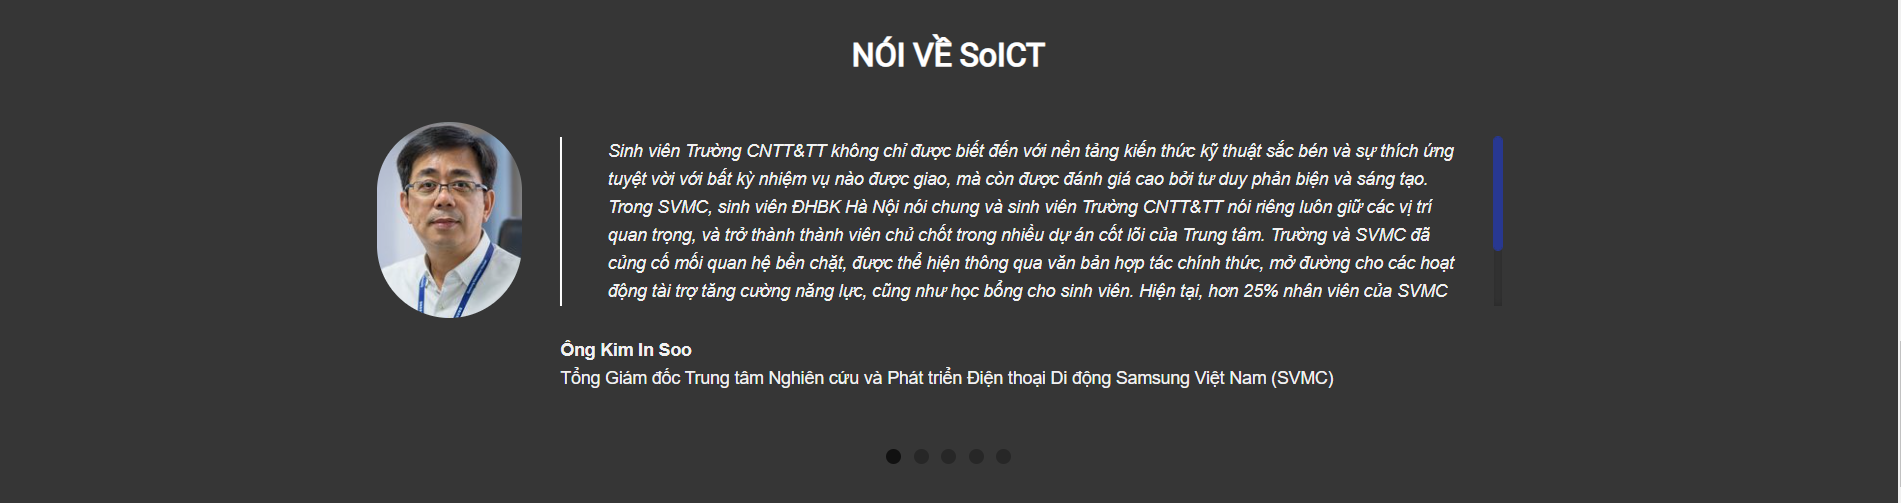 NÓI VỀ SoICT
Sinh viên Trường CNTT&TT không chỉ được biết đến với nền tảng kiến thức kỹ thuật sắc bén và sự thích ứng
tuyệt vời với bất kỳ nhiệm vụ nào được giao, mà còn được đánh giá cao bởi tư duy phản biện và sáng tạo.
Trong SVMC, sinh viên ĐHBK Hà Nội nói chung và sinh viên Trường CNTT&TT nói riêng luôn giữ các vị trí
quan trọng, và trở thành thành viên chủ chốt trong nhiều dự án cốt lõi của Trung tâm. Trường và SVMC đã
củng cố mối quan hệ bền chặt, được thể hiện thông qua văn bản hợp tác chính thức, mở đường cho các hoạt
động tài trợ tăng cường năng lực, cũng như học bổng cho sinh viên. Hiện tại, hơn 25% nhân viên của SVMC
Ông Kim In Soo
Tổng Giám đốc Trung tâm Nghiên cứu và Phát triển Điện thoại Di động Samsung Việt Nam (SVMC)